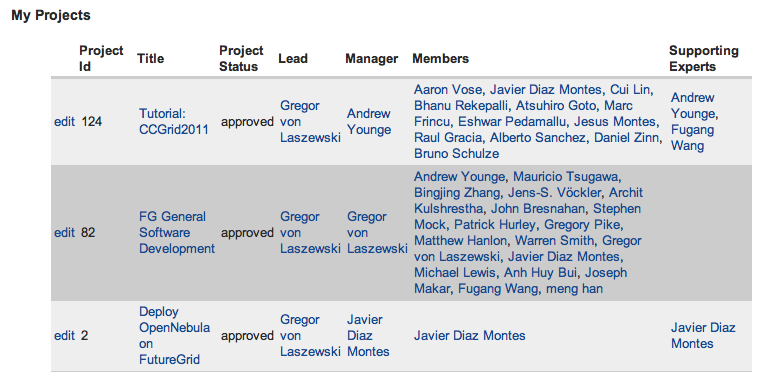 My Projects
Project Id
Title
Project Status
Lead
Manager
Members
Supporting Experts
edit
124
Tutorial:
CCGrid2011
approved
Gregor
von
Laszewski
Andrew
Younge
Aaron Vose, Javier Diaz Montes, Cui Lin,
Bhanu Rekepalli, Atsuhiro Goto, Marc
Frincu, Eshwar Pedamallu, Jesus Montes,
Raul Gracia, Alberto Sanchez, Daniel Zinn,
Bruno Schulze
Andrew
Younge,
Fugang
Wang
edit
82
FG General
Software
Development
approved
Gregor
von
Laszewski
Gregor
von
Laszewski
Andrew Younge, Mauricio Tsugawa,
Bingjing Zhang, Jens-S. Vöckler, Archit
Kulshrestha, John Bresnahan, Stephen
Mock, Patrick Hurley, Gregory Pike,
Matthew Hanlon, Warren Smith, Gregor
von Laszewski, Javier Diaz Montes,
Michael Lewis, Anh Huy Bui, Joseph
Makar, Fugang Wang, meng han
edit
2
Deploy
OpenNebula
on
FutureGrid
approved
Gregor
von
Laszewski
Javier
Diaz
Montes
Javier Diaz Montes
Javier Diaz
Montes